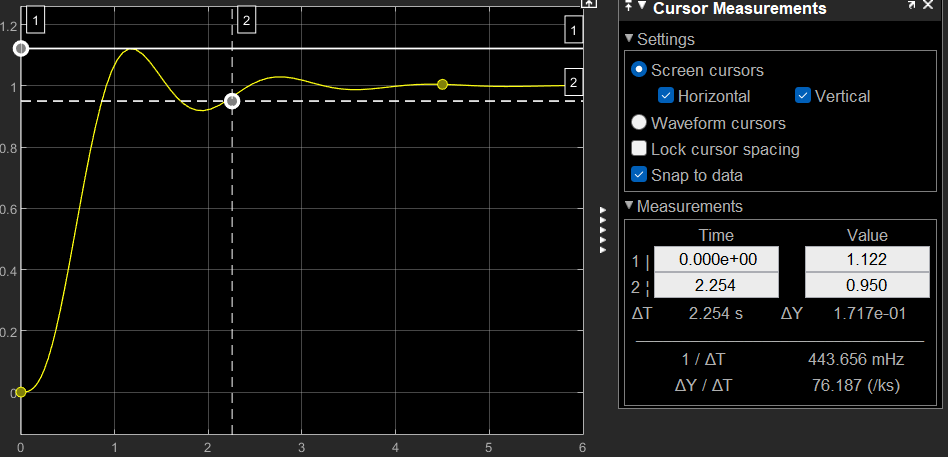 Cursor Measurements
Settings
Screen cursors
Horizontal Vertical
Waveform cursors
Lock cursor spacing
Snap to data
Measurements
Time Value
1 | 0.000e+00 1.122
2 ¦ 2.254 0.950
ΔT 2.254 s ΔY 1.717e-01
1 / ΔT 443.656 mHz
ΔY / ΔT 76.187 (/ks)
1 2
1
2
1.2
1
0.8
0.6
0.4
0.2
0
0 1 2 3 4 5 6